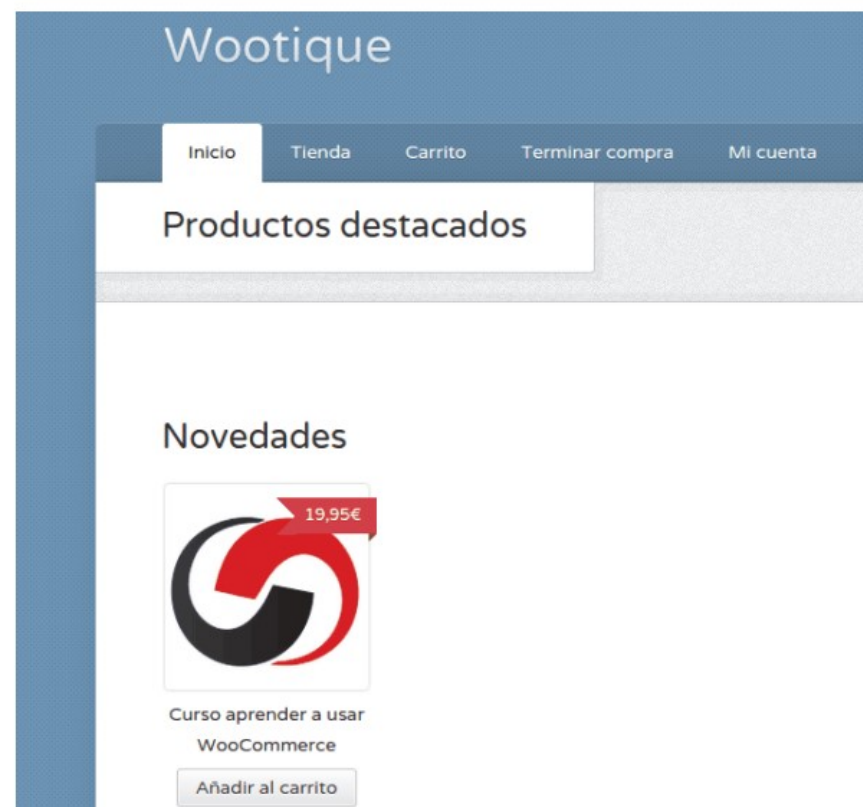 Wootique
Inicio Tienda Carrito Terminar compra Mi cuenta
Productos destacados
Novedades
19,95€
Curso aprender a usar
WooCommerce
Añadir al carrito